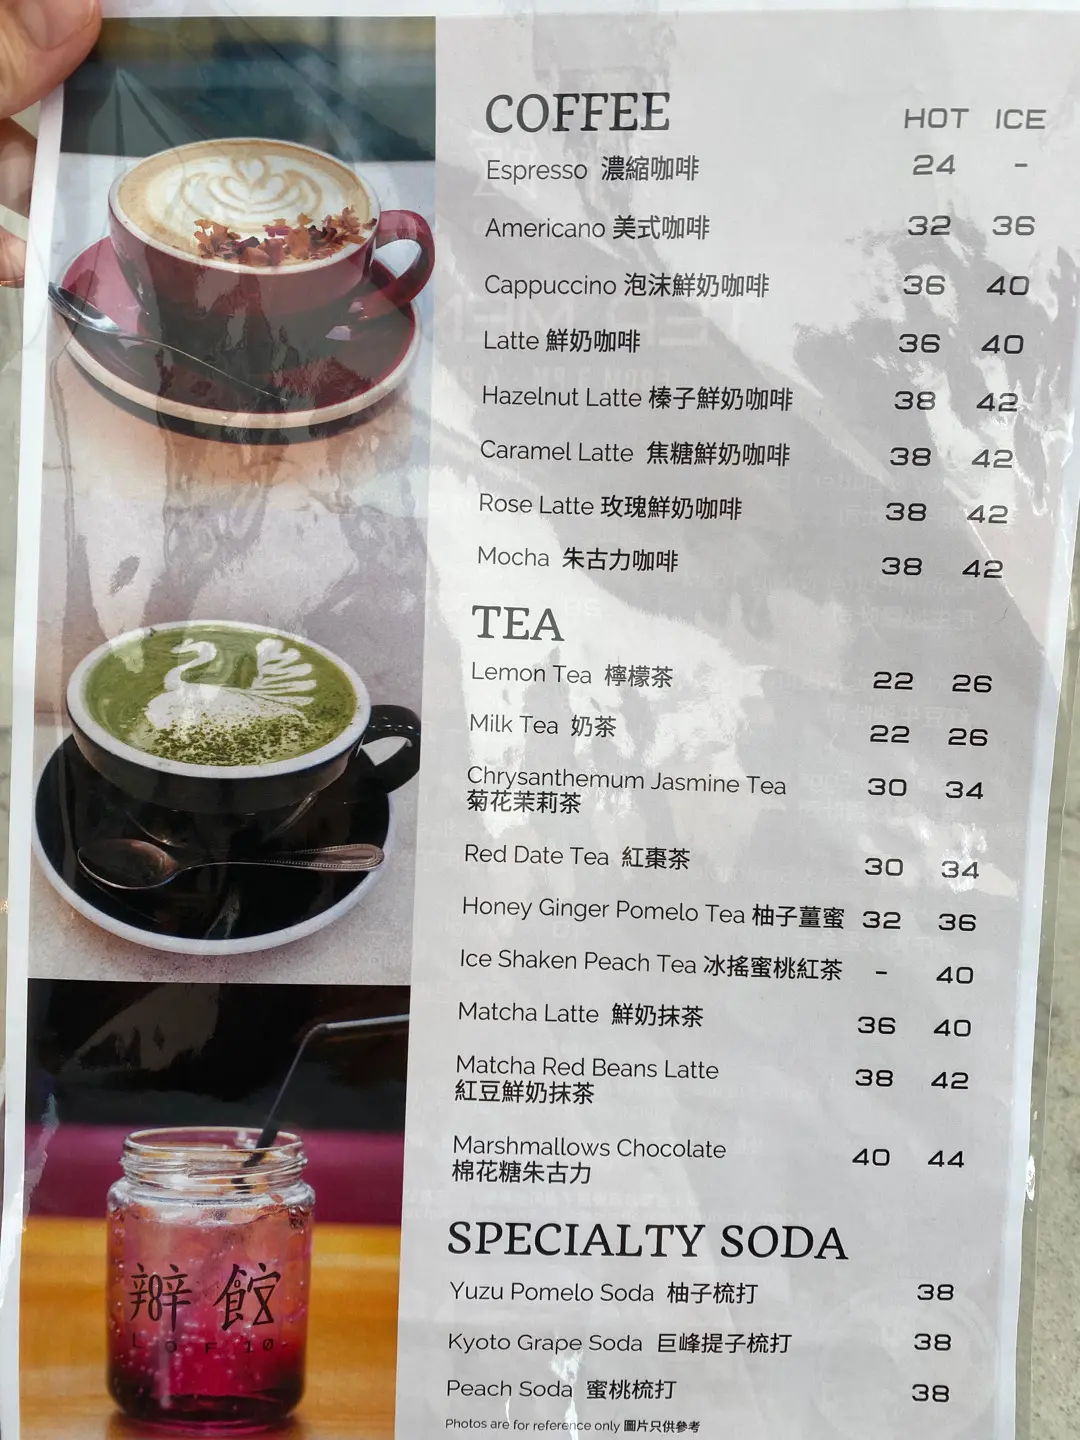 COFFEE HOT ICE
Espresso 濃縮咖啡 24 -
Americano 美式咖啡 32 36
Cappuccino 泡沫鮮奶咖啡 36 40
Latte 鮮奶咖啡 36 40
Hazelnut Latte 榛子鮮奶咖啡 38 42
Caramel Latte 焦糖鮮奶咖啡 38 42
Rose Latte 玫瑰鮮奶咖啡 38 42
Mocha 朱古力咖啡 38 42
TEA
Lemon Tea 檸檬茶 22 26
Milk Tea 奶茶 22 26
Chrysanthemum Jasmine Tea 30 34
菊花茉莉茶
Red Date Tea 紅棗茶 30 34
Honey Ginger Pomelo Tea 柚子薑蜜 32 36
Ice Shaken Peach Tea 冰搖蜜桃紅茶 - 40
Matcha Latte 鮮奶抹茶 36 40
Matcha Red Beans Latte 38 42
紅豆鮮奶抹茶
Marshmallows Chocolate 40 44
棉花糖朱古力
SPECIALTY SODA
Yuzu Pomelo Soda 柚子梳打 38
Kyoto Grape Soda 巨峰提子梳打 38
Peach Soda 蜜桃梳打 38
Photos are for reference only 圖片只供參考
LOF 10